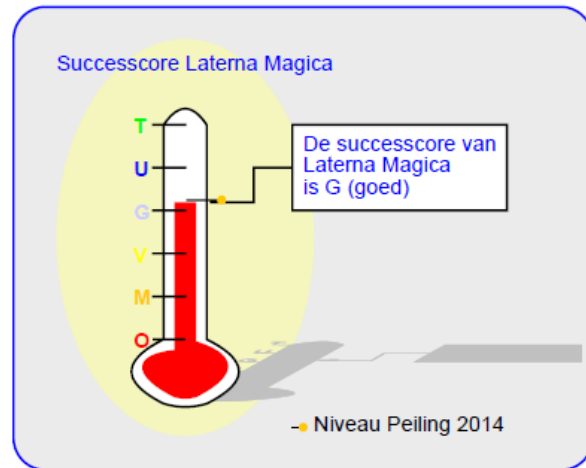 Successcore Laterna Magica
T
U
G
V
M
O
De successcore van
Laterna Magica
is G (goed)
Niveau Peiling 2014